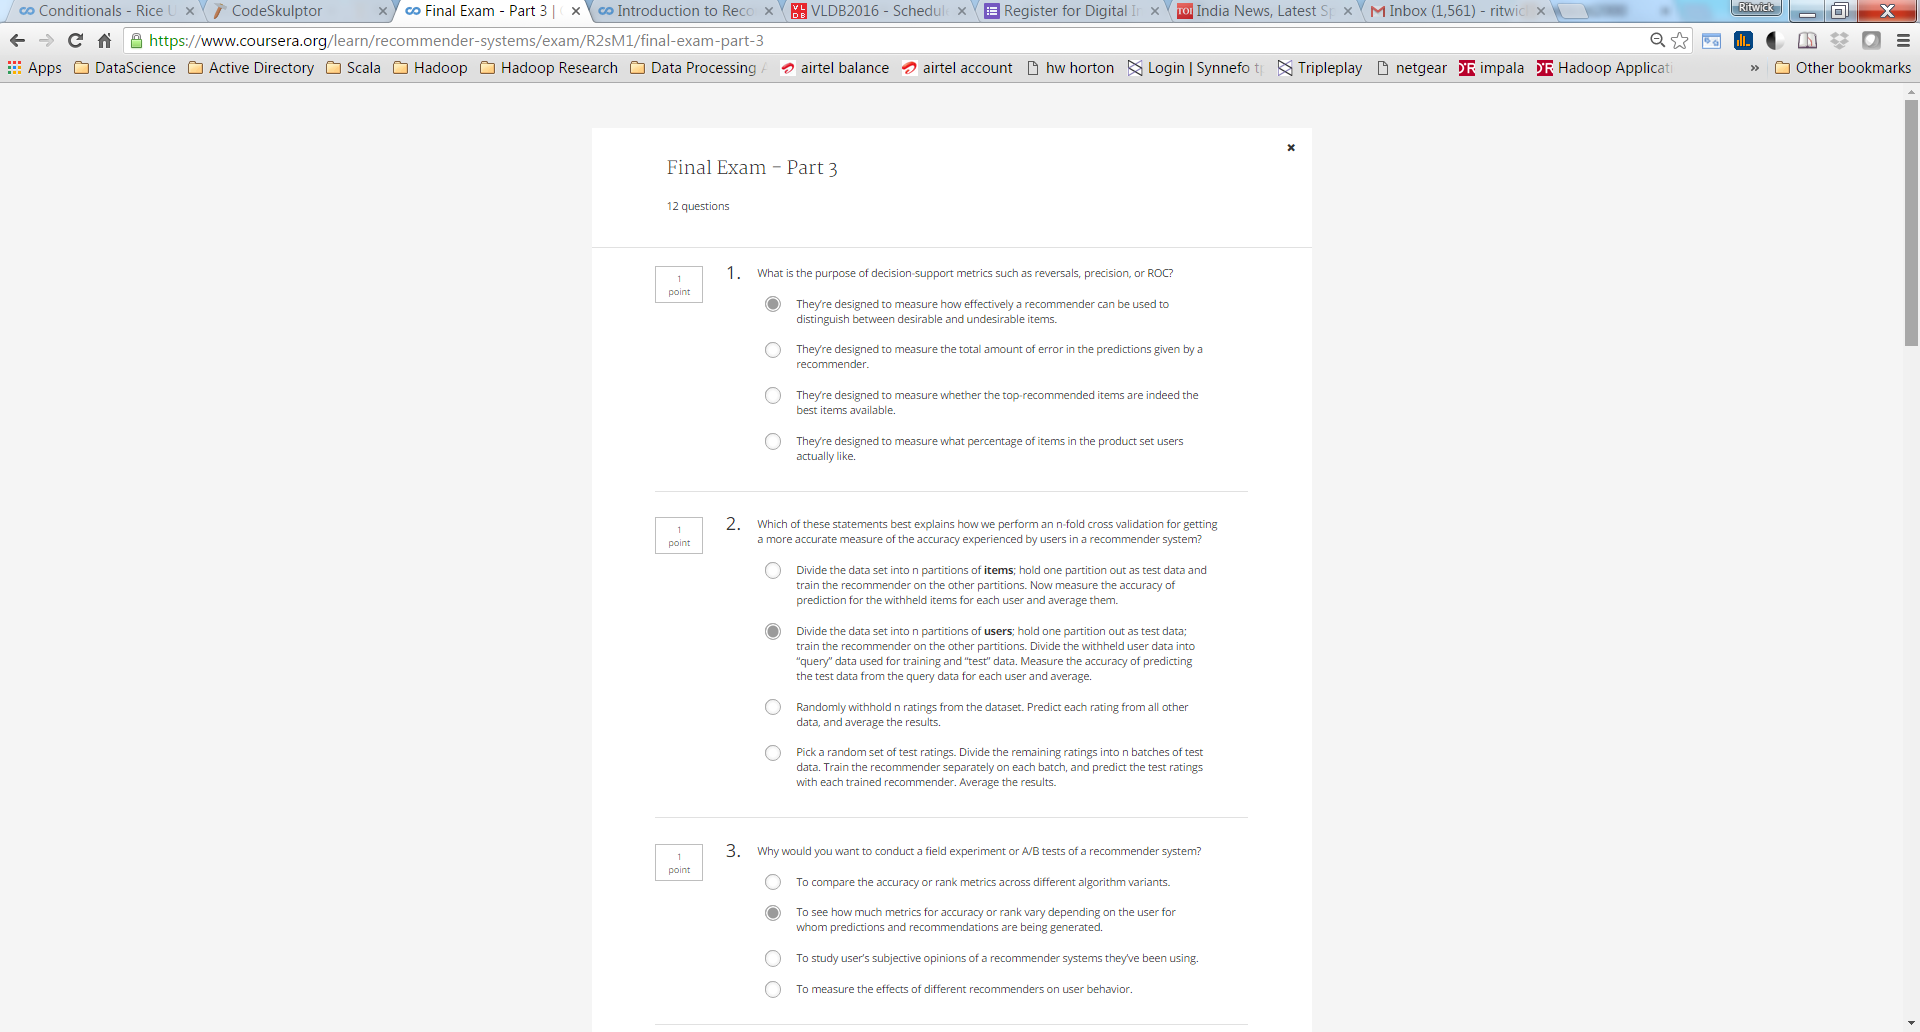 Conditionals - Rice U
CodeSkulptor
Final Exam - Part 3 |
Introduction to Reco
VLDB2016 - Schedul
Register for Digital I
India News, Latest Sp
Inbox (1,561) - ritwic
Ritwick
https://www.coursera.org/learn/recommender-systems/exam/R2sM1/final-exam-part-3
Apps
DataScience
Active Directory
Scala
Hadoop
Hadoop Research
Data Processing
airtel balance
airtel account
hw horton
Login | Synnefo
Tripleplay
netgear
impala
Hadoop Applicati
»
Other bookmarks
Final Exam - Part 3
12 questions
1
point
1. What is the purpose of decision-support metrics such as reversals, precision, or ROC?
They're designed to measure how effectively a recommender can be used to
distinguish between desirable and undesirable items.
They're designed to measure the total amount of error in the predictions given by a
recommender.
They're designed to measure whether the top-recommended items are indeed the
best items available.
They're designed to measure what percentage of items in the product set users
actually like.
1
point
2. Which of these statements best explains how we perform an n-fold cross validation for getting
a more accurate measure of the accuracy experienced by users in a recommender system?
Divide the data set into n partitions of items; hold one partition out as test data and
train the recommender on the other partitions. Now measure the accuracy of
prediction for the withheld items for each user and average them.
Divide the data set into n partitions of users; hold one partition out as test data;
train the recommender on the other partitions. Divide the withheld user data into
"query" data used for training and "test" data. Measure the accuracy of predicting
the test data from the query data for each user and average.
Randomly withhold n ratings from the dataset. Predict each rating from all other
data, and average the results.
Pick a random set of test ratings. Divide the remaining ratings into n batches of test
data. Train the recommender separately on each batch, and predict the test ratings
with each trained recommender. Average the results.
1
point
3. Why would you want to conduct a field experiment or A/B tests of a recommender system?
To compare the accuracy or rank metrics across different algorithm variants.
To see how much metrics for accuracy or rank vary depending on the user for
whom predictions and recommendations are being generated.
To study user's subjective opinions of a recommender systems they've been using.
To measure the effects of different recommenders on user behavior.